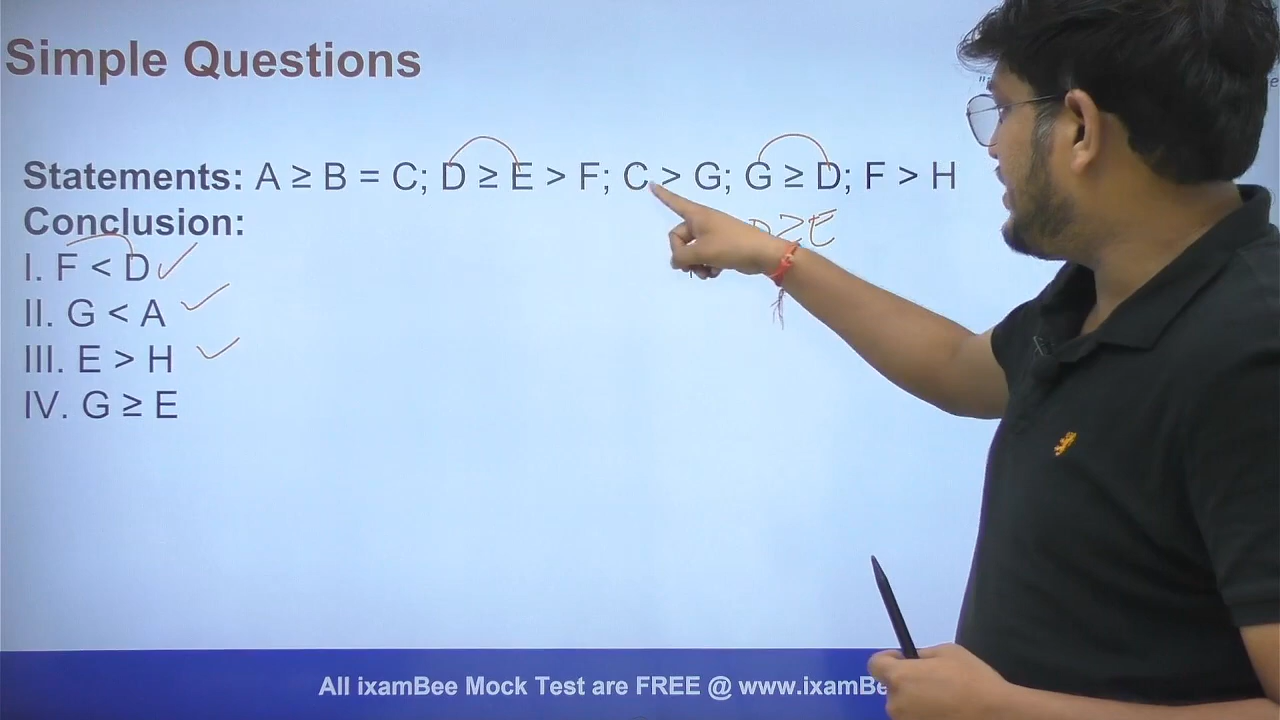 Simple Questions
Statements: A ≥ B = C; D ≥ E > F; C > G; G ≥ D; F > H
Conclusion:
D ≥ E
I. F < D ✓
II. G < A ✓
III. E > H ✓
IV. G ≥ E
All ixamBee Mock Test are FREE @ www.ixamBe